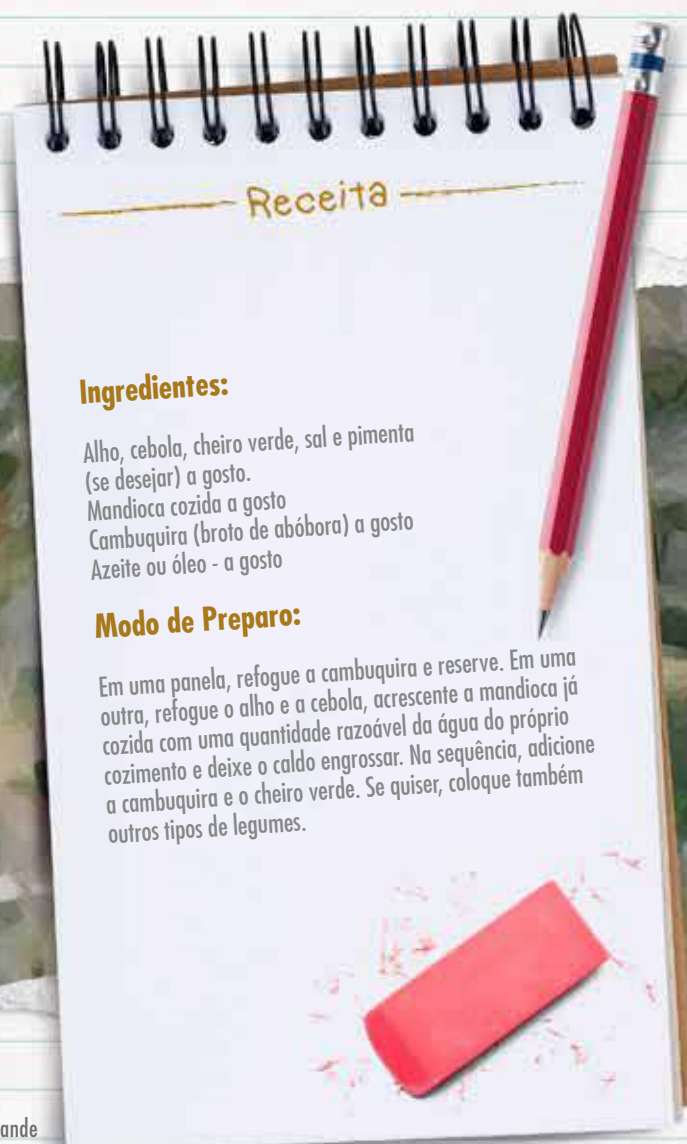 Receita
Ingredientes:
Alho, cebola, cheiro verde, sal e pimenta
(se desejar) a gosto.
Mandioca cozida a gosto
Cambuquira (broto de abóbora) a gosto
Azeite ou óleo - a gosto
Modo de Preparo:
Em uma panela, refogue a cambuquira e reserve. Em uma
outra, refogue o alho e a cebola, acrescente a mandioca já
cozida com uma quantidade razoável da água do próprio
cozimento e deixe o caldo engrossar. Na sequência, adicione
a cambuquira e o cheiro verde. Se quiser, coloque também
outros tipos de legumes.
ande